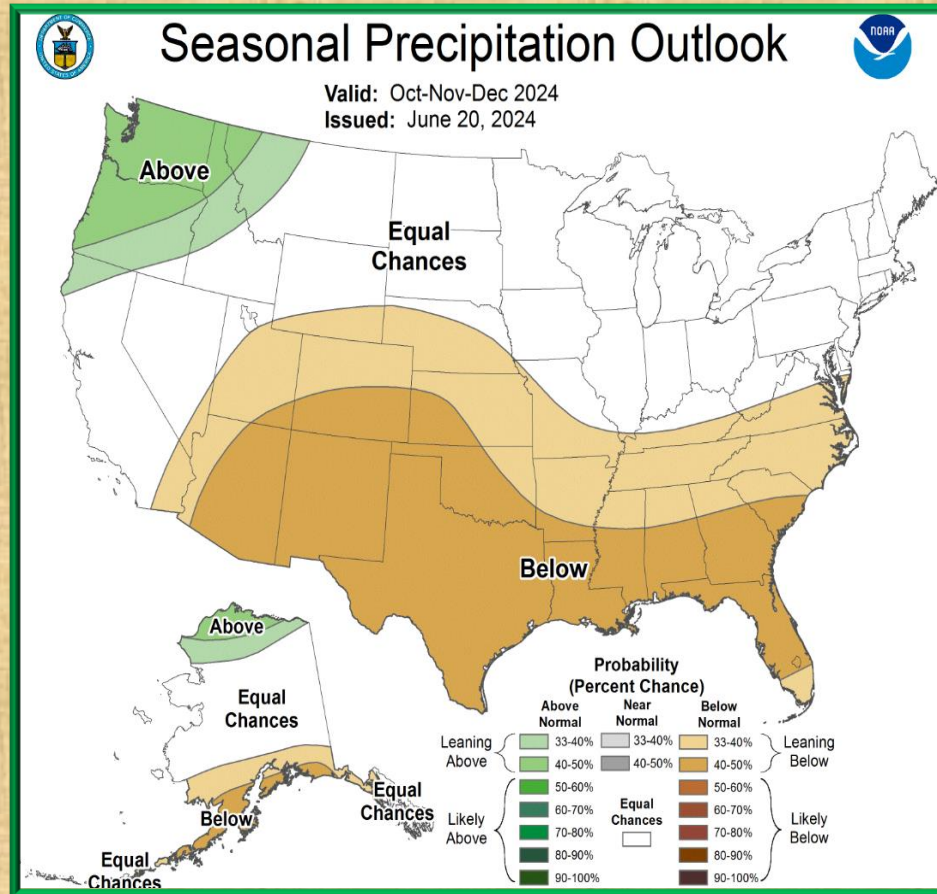 Seasonal Precipitation Outlook
NOAA
Valid: Oct-Nov-Dec 2024
Issued: June 20, 2024
Above
Equal
Chances
Below
Above
Equal
Chances
Below
Equal
Chances
Equal
Chances
Probability
(Percent Chance)
Above
Normal
Near
Normal
Below
Normal
Leaning
Above
33-40%
33-40%
33-40%
Leaning
Below
40-50%
40-50%
40-50%
Likely
Above
50-60%
60-70%
70-80%
80-90%
90-100%
Equal
Chances
50-60%
60-70%
70-80%
80-90%
90-100%
Likely
Below